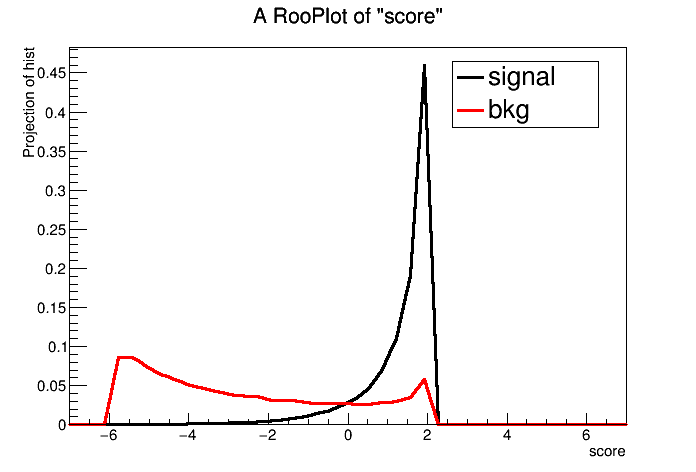 A RooPlot of "score"
Projection of hist
0.45
0.4
0.35
0.3
0.25
0.2
0.15
0.1
0.05
0
signal
bkg
−6 −4 −2 0 2 4 6
score